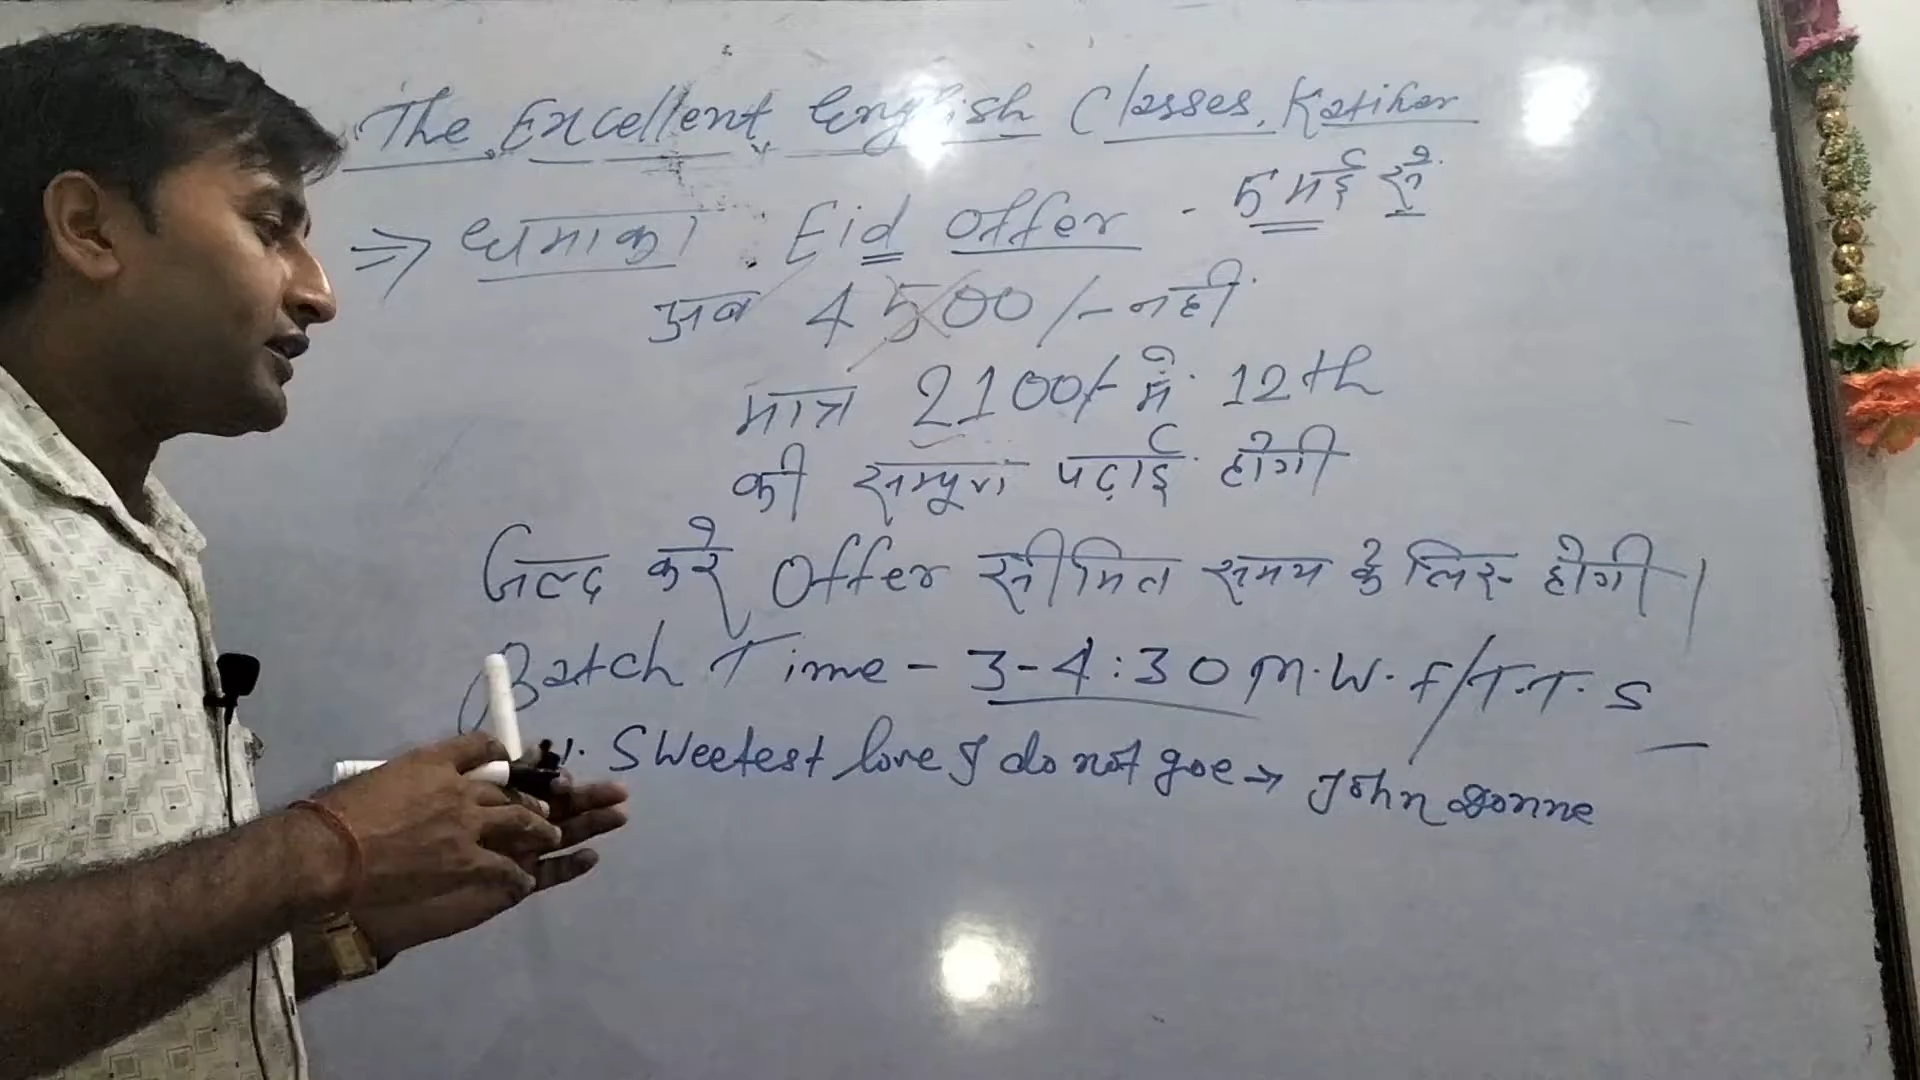 The Excellent English Classes, Katihar
⇒ धमाका Eid Offer - 5 मई से
अब 4500/- नहीं
मात्र 2100/- में 12th
की सम्पूर्ण पढ़ाई होगी
जल्द करें Offer सीमित समय के लिए होगी।
Batch Time - 3-4:30 M.W.F/T.T.S
1. Sweetest love I do not goe → John Donne